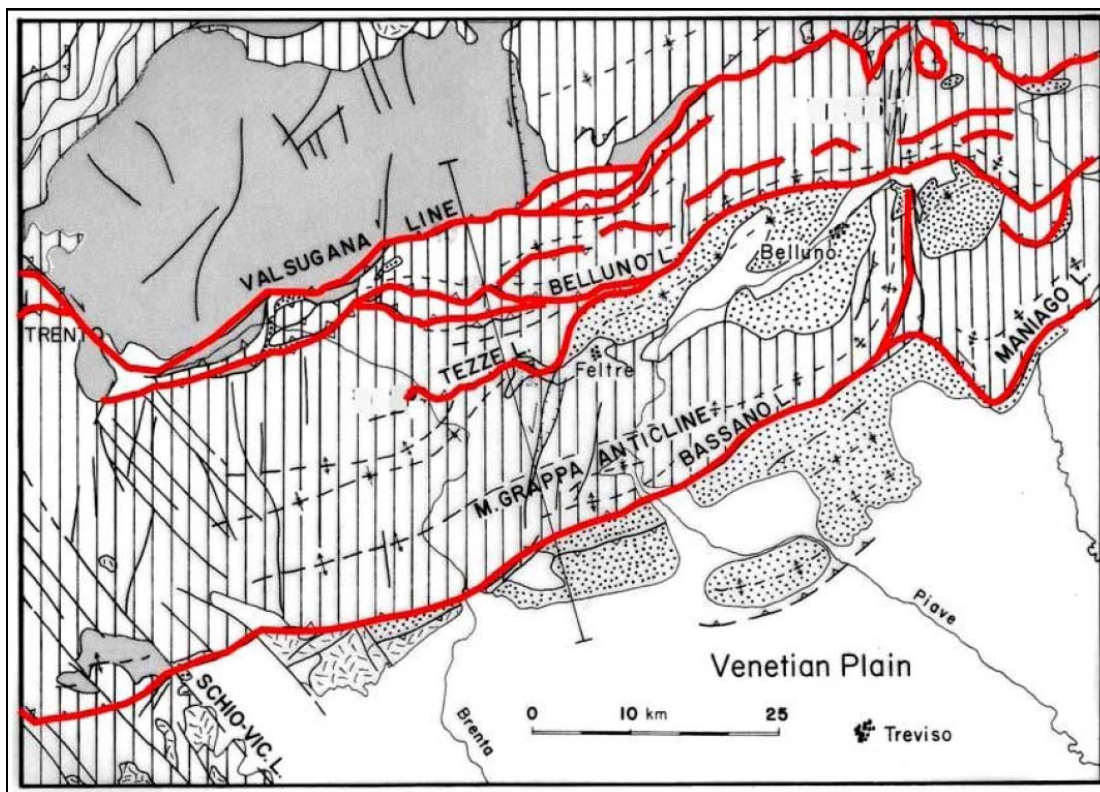 VALSUGANA LINE
TRENTO
BELLUNO L.
Belluno
MANIAGO L.
TEZZE L.
Feltre
M. GRAPPA ANTICLINE
BASSANO L.
Piave
Venetian Plain
SCHIO-VIC. L.
Brenta
0 10 km 25
Treviso